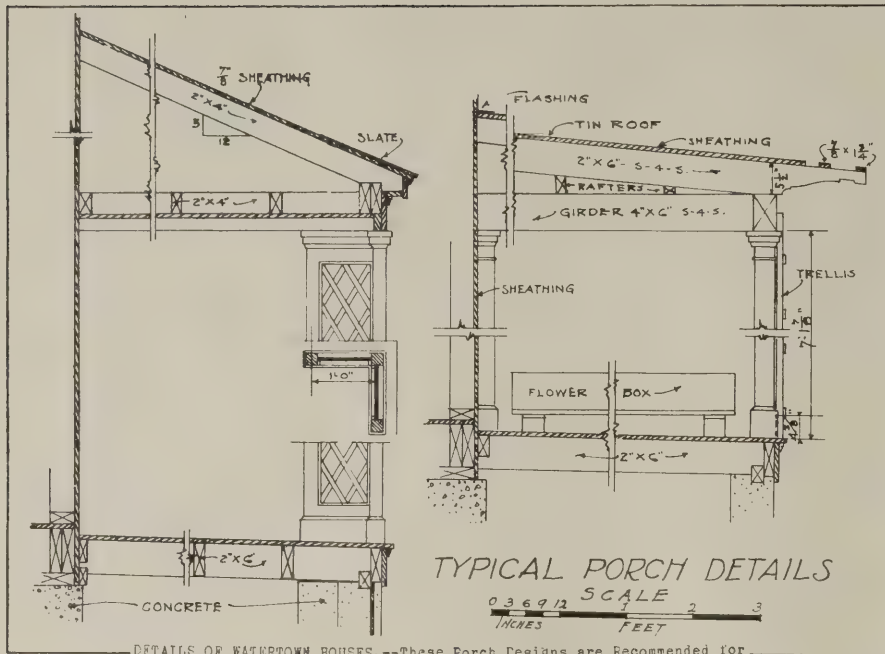 7/8 SHEATHING
2"X4"
5
12
SLATE
2"X4"
1'-0"
2"X6"
CONCRETE
A
FLASHING
TIN ROOF
SHEATHING
7/8 X 1 3/4
2"X6" S-4-S.
5 1/2
RAFTERS
GIRDER 4"X6" S-4-S.
SHEATHING
TRELLIS
FLOWER BOX
2"X6"
TYPICAL PORCH DETAILS
SCALE
0 3 6 9 12 1 2 3
INCHES FEET
DETAILS OF WATERTOWN HOUSES --These Porch Designs are Recommended for